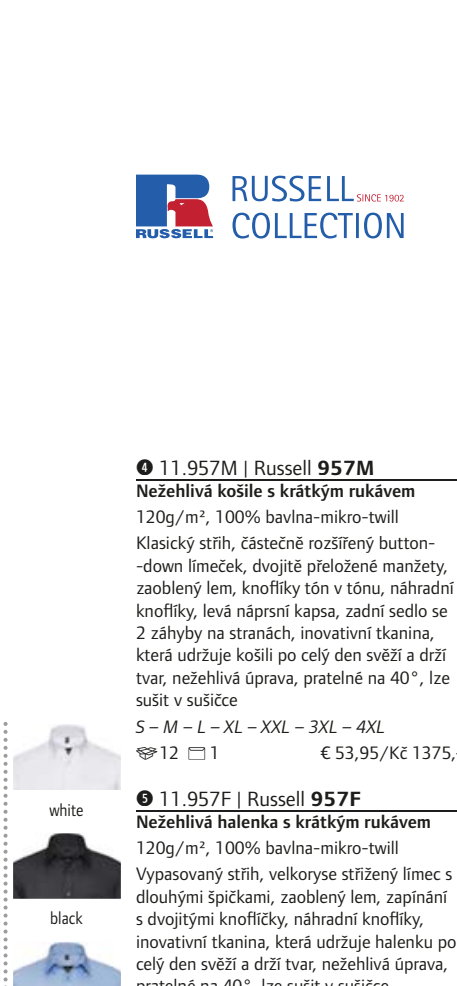 RUSSELL SINCE 1902
COLLECTION
RUSSELL
❹ 11.957M | Russell 957M
Nežehlivá košile s krátkým rukávem
120g/m², 100% bavlna-mikro-twill
Klasický střih, částečně rozšířený button-
-down límeček, dvojitě přeložené manžety,
zaoblený lem, knoflíky tón v tónu, náhradní
knoflíky, levá náprsní kapsa, zadní sedlo se
2 záhyby na stranách, inovativní tkanina,
která udržuje košili po celý den svěží a drží
tvar, nežehlivá úprava, pratelné na 40°, lze
sušit v sušičce
S – M – L – XL – XXL – 3XL – 4XL
12 1 € 53,95/Kč 1375,-
❺ 11.957F | Russell 957F
Nežehlivá halenka s krátkým rukávem
120g/m², 100% bavlna-mikro-twill
Vypasovaný střih, velkoryse střižený límec s
dlouhými špičkami, zaoblený lem, zapínání
s dvojitými knoflíčky, náhradní knoflíky,
inovativní tkanina, která udržuje halenku po
celý den svěží a drží tvar, nežehlivá úprava,
pratelné na 40°, lze sušit v sušičce
white
black